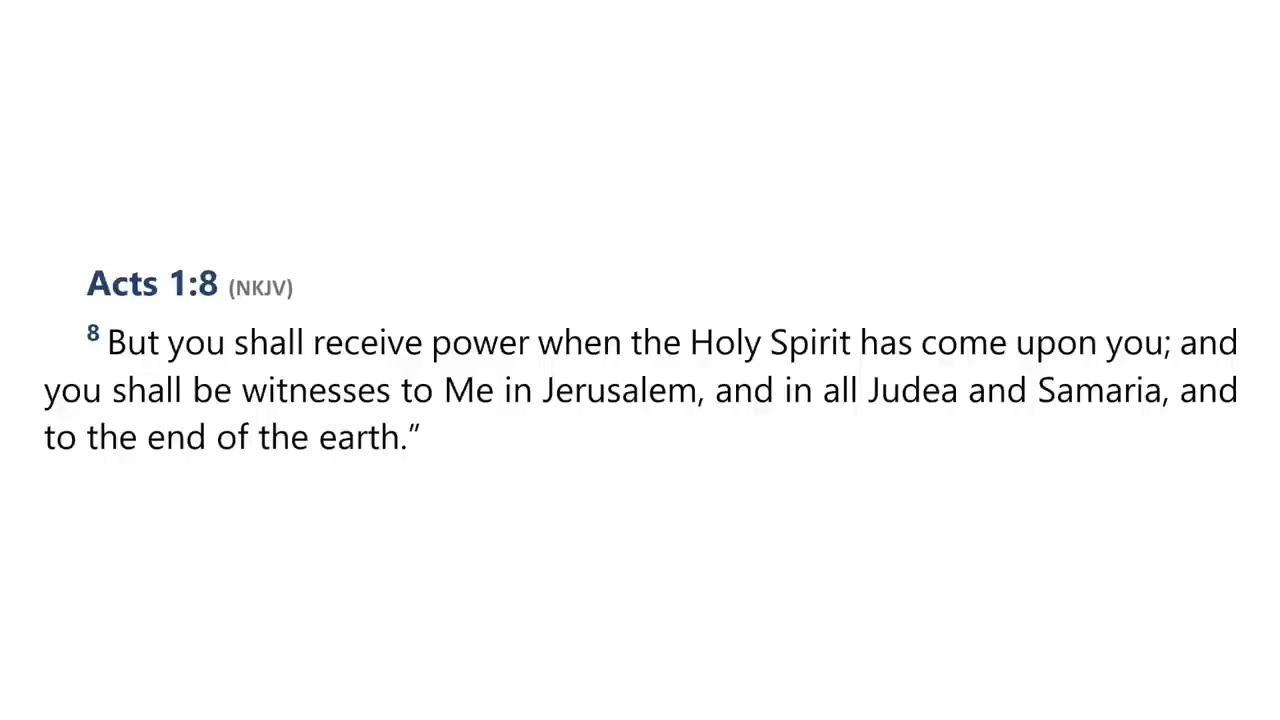 Acts 1:8 (NKJV)
8 But you shall receive power when the Holy Spirit has come upon you; and
you shall be witnesses to Me in Jerusalem, and in all Judea and Samaria, and
to the end of the earth.”